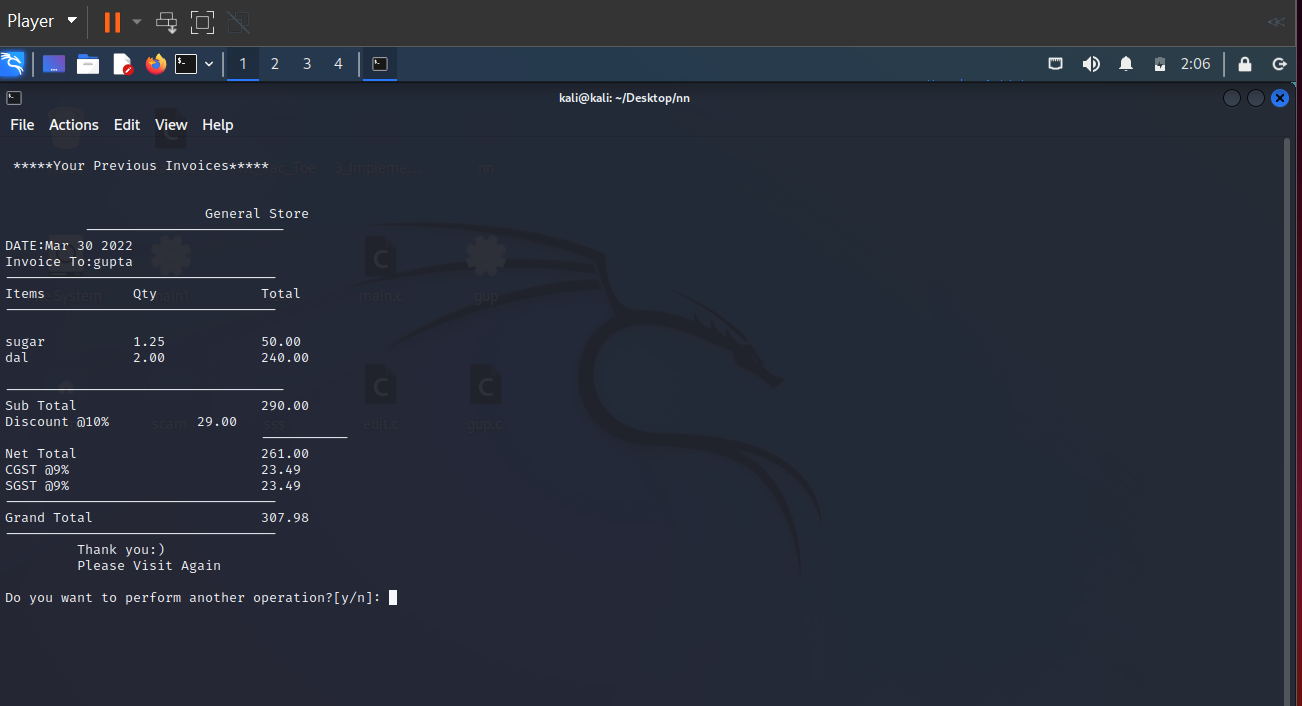 Player
1 2 3 4 2:06
kali@kali: ~/Desktop/nn
File Actions Edit View Help
*****Your Previous Invoices*****
General Store
DATE:Mar 30 2022
Invoice To:gupta
Items Qty Total
sugar 1.25 50.00
dal 2.00 240.00
Sub Total 290.00
Discount @10% 29.00
Net Total 261.00
CGST @9% 23.49
SGST @9% 23.49
Grand Total 307.98
Thank you:)
Please Visit Again
Do you want to perform another operation?[y/n]:
main.c gup
edit.c gup.c